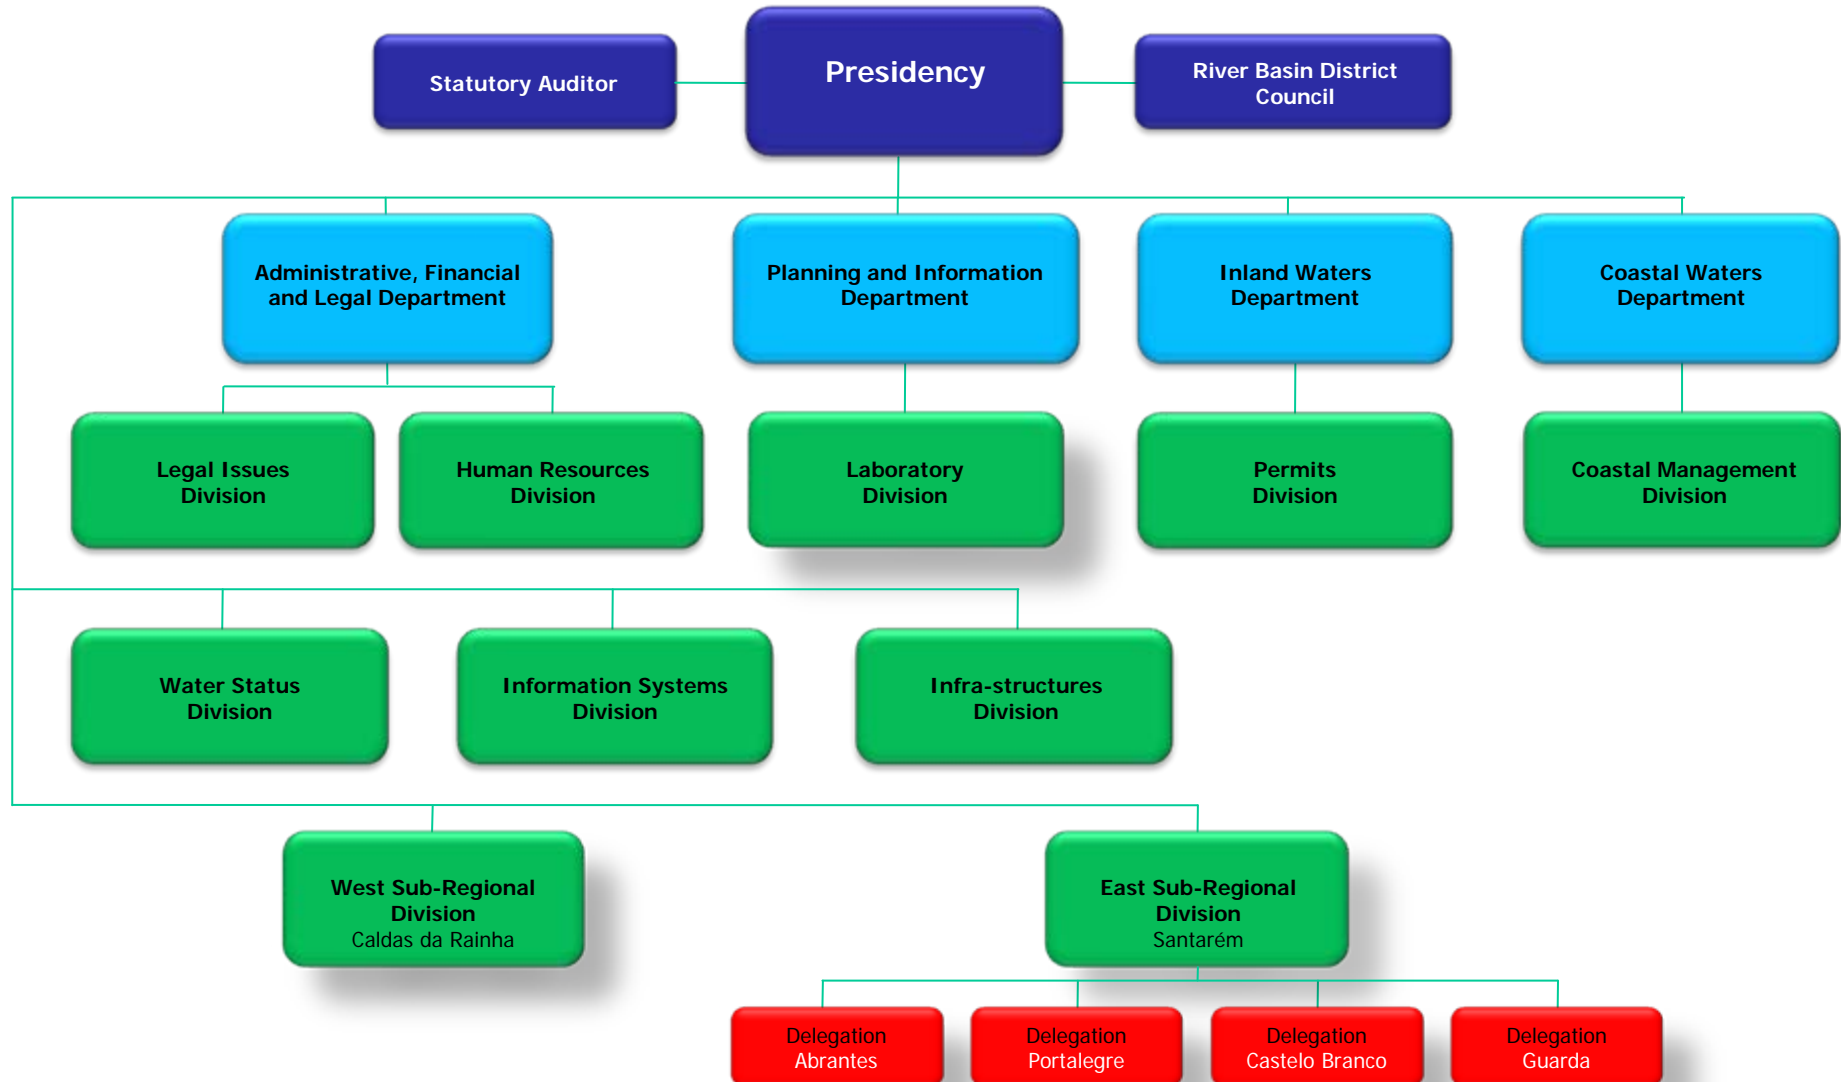 Statutory Auditor
Presidency
River Basin District
Council
Administrative, Financial
and Legal Department
Planning and Information
Department
Inland Waters
Department
Coastal Waters
Department
Legal Issues
Division
Human Resources
Division
Laboratory
Division
Permits
Division
Coastal Management
Division
Water Status
Division
Information Systems
Division
Infra-structures
Division
West Sub-Regional
Division
Caldas da Rainha
East Sub-Regional
Division
Santarém
Delegation
Abrantes
Delegation
Portalegre
Delegation
Castelo Branco
Delegation
Guarda